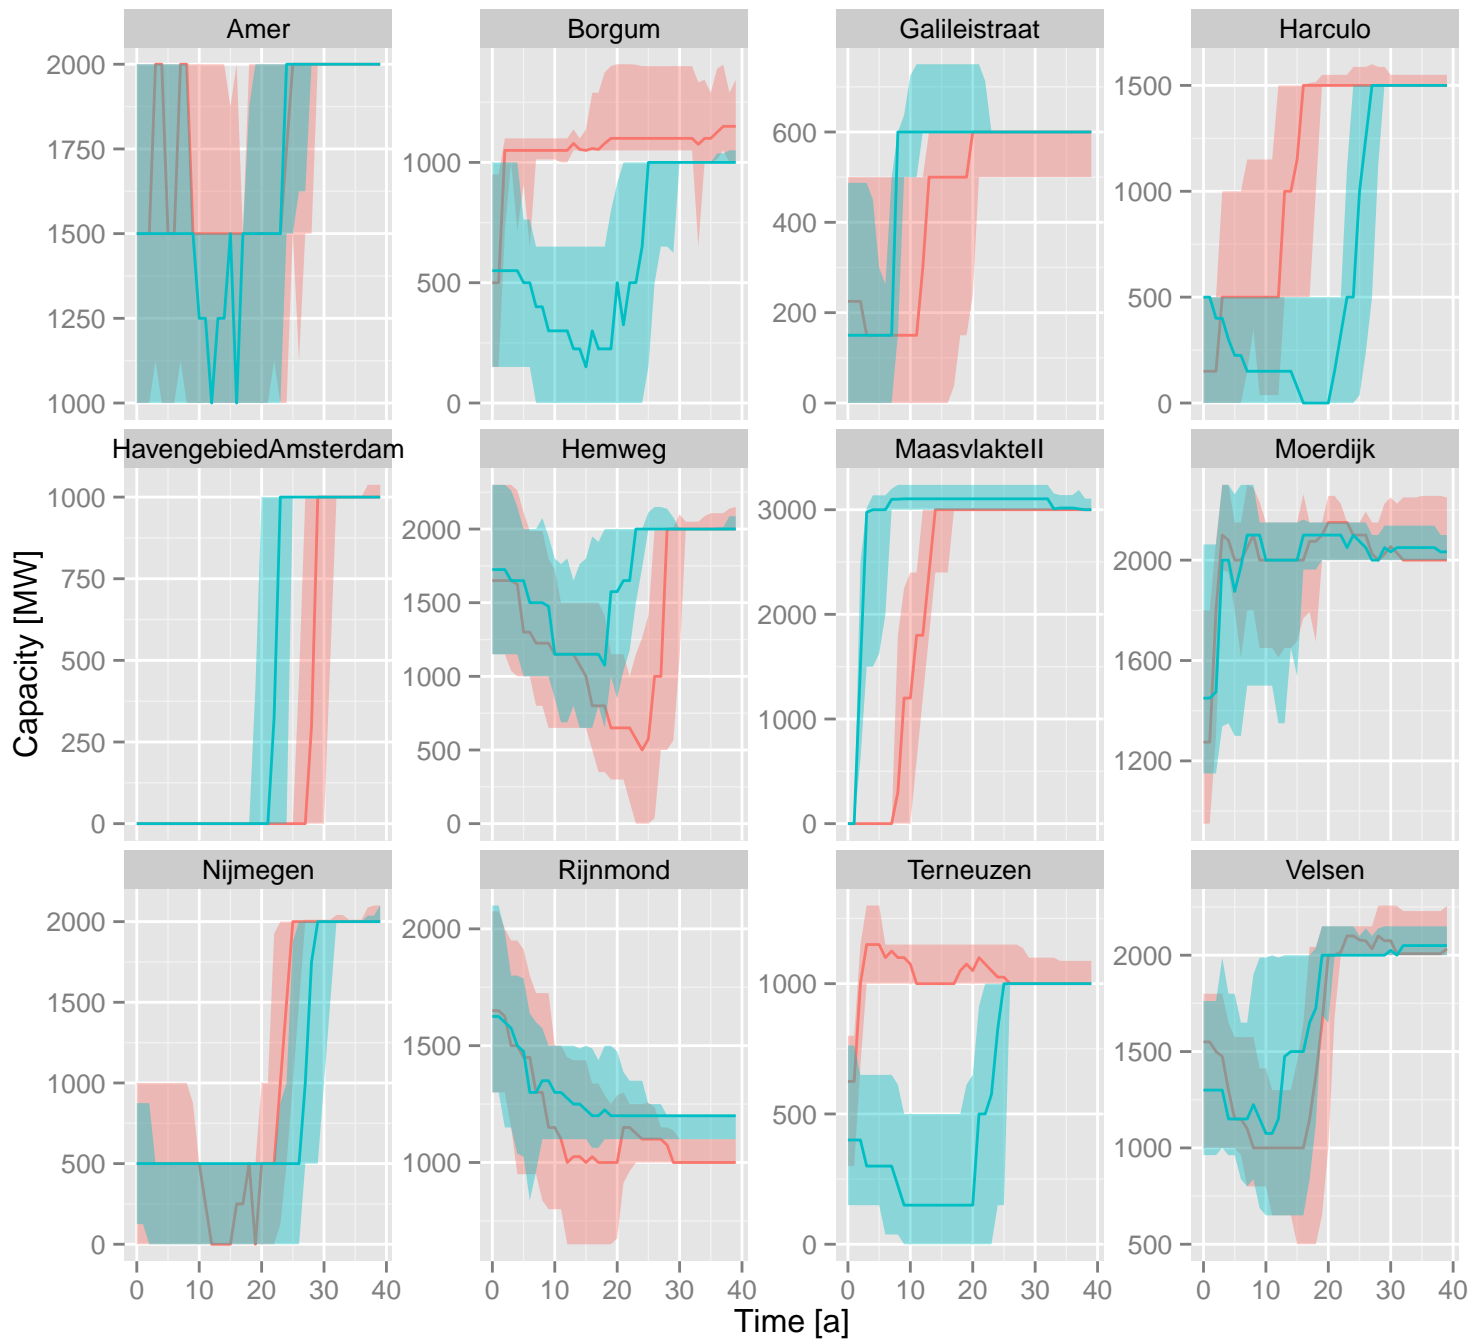 Amer
Borgum
Galileistraat
Harculo
2000
1750
1500
1250
1000
1000
500
0
600
400
200
0
1500
1000
500
0
HavengebiedAmsterdam
Hemweg
MaasvlakteII
Moerdijk
1000
750
500
250
0
2000
1500
1000
500
0
3000
2000
1000
0
2000
1600
1200
Nijmegen
Rijnmond
Terneuzen
Velsen
2000
1500
1000
500
0
2000
1500
1000
1000
500
0
2000
1500
1000
500
0 10 20 30 40
0 10 20 30 40
0 10 20 30 40
0 10 20 30 40
Capacity [MW]
Time [a]